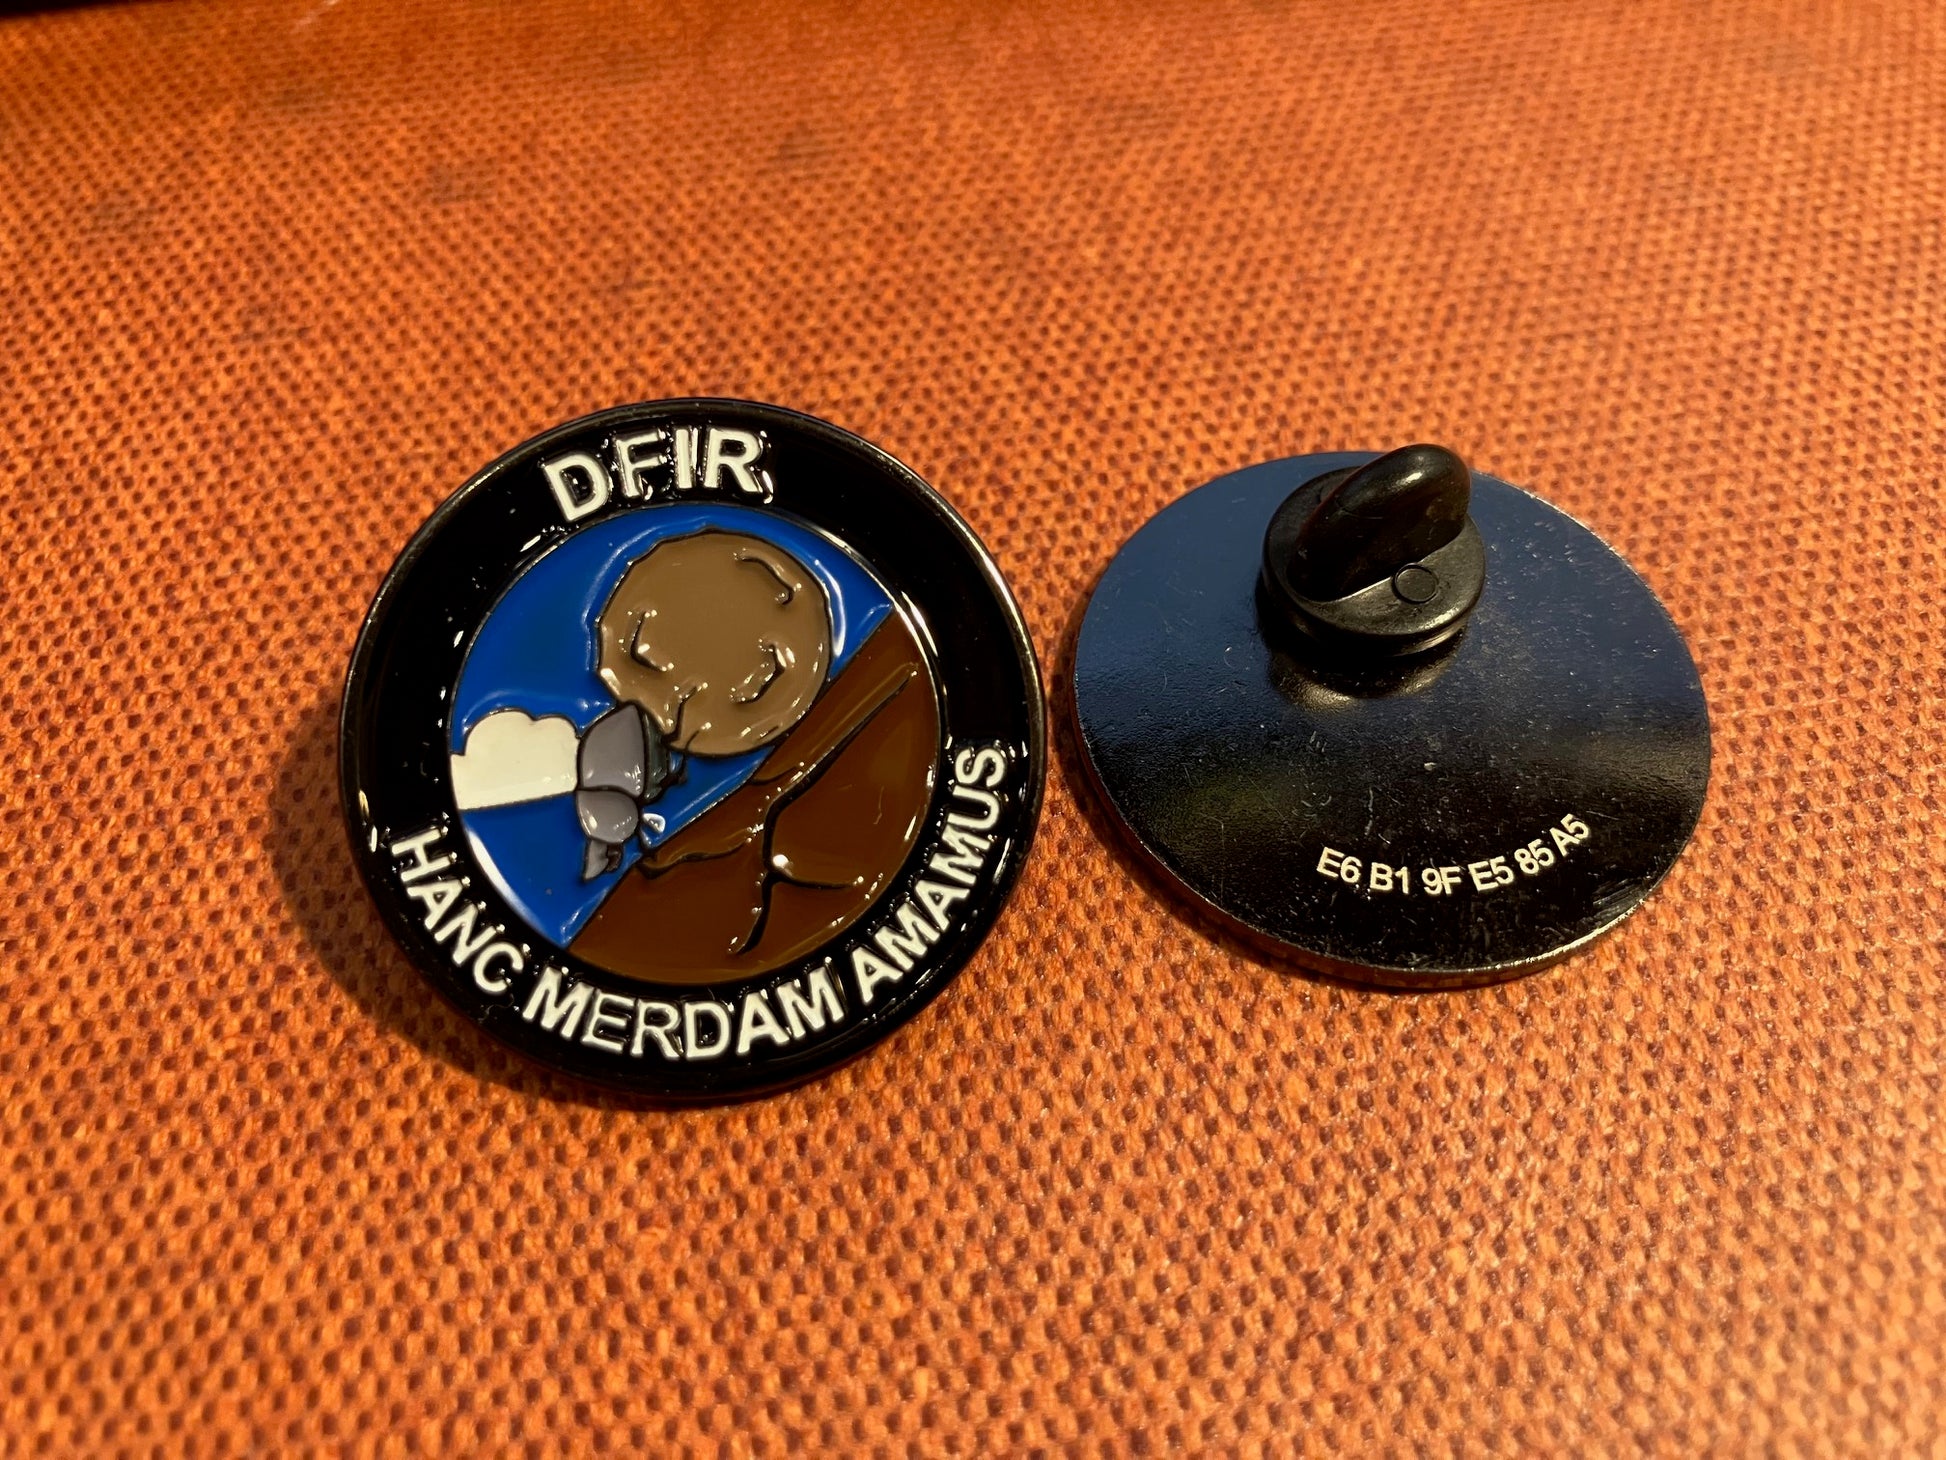 DFIR
HANC MERDAM AMAMUS
E6 B1 9F E5 85 A5